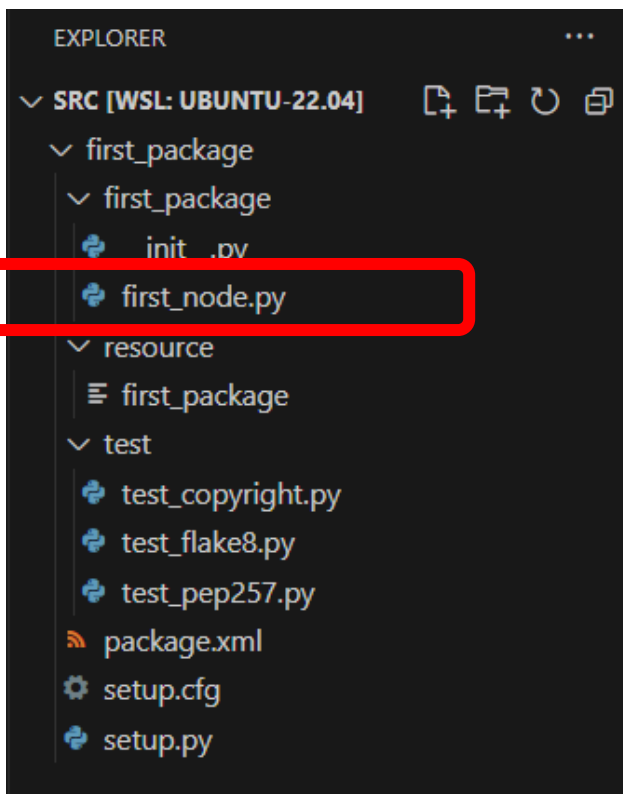 EXPLORER
SRC [WSL: UBUNTU-22.04]
first_package
first_package
__init__.py
first_node.py
resource
first_package
test
test_copyright.py
test_flake8.py
test_pep257.py
package.xml
setup.cfg
setup.py